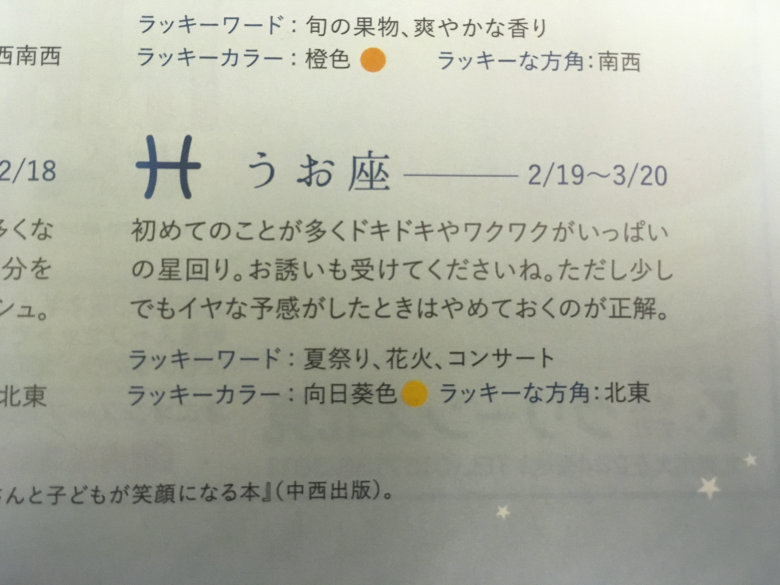 ラッキーワード：旬の果物、爽やかな香り
西南西
ラッキーカラー：橙色 ラッキーな方角：南西
2/18
うお座 2/19〜3/20
多くな
初めてのことが多くドキドキやワクワクがいっぱい
分を
の星回り。お誘いも受けてくださいね。ただし少し
シュ。
でもイヤな予感がしたときはやめておくのが正解。
ラッキーワード：夏祭り、花火、コンサート
北東
ラッキーカラー：向日葵色 ラッキーな方角：北東
さんと子どもが笑顔になる本』（中西出版）。